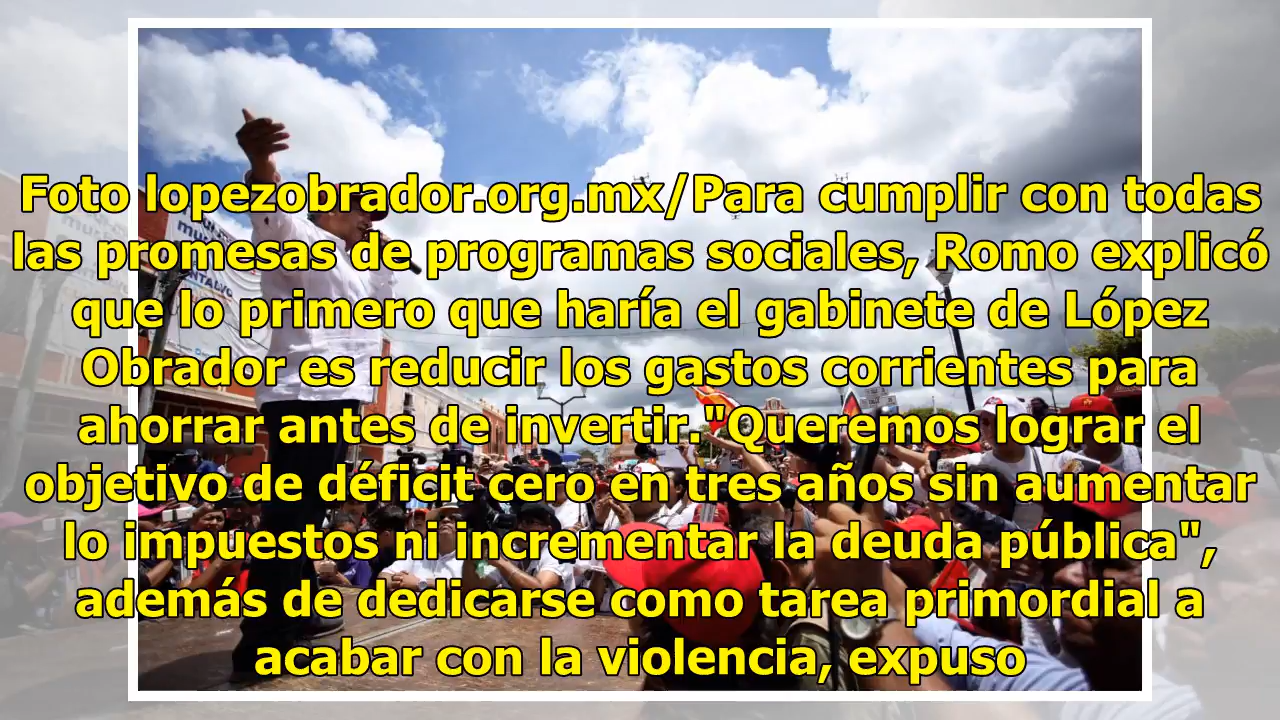 Foto lopezobrador.org.mx/Para cumplir con todas
las promesas de programas sociales, Romo explicó
que lo primero que haría el gabinete de López
Obrador es reducir los gastos corrientes para
ahorrar antes de invertir."Queremos lograr el
objetivo de déficit cero en tres años sin aumentar
lo impuestos ni incrementar la deuda pública",
además de dedicarse como tarea primordial a
acabar con la violencia, expuso